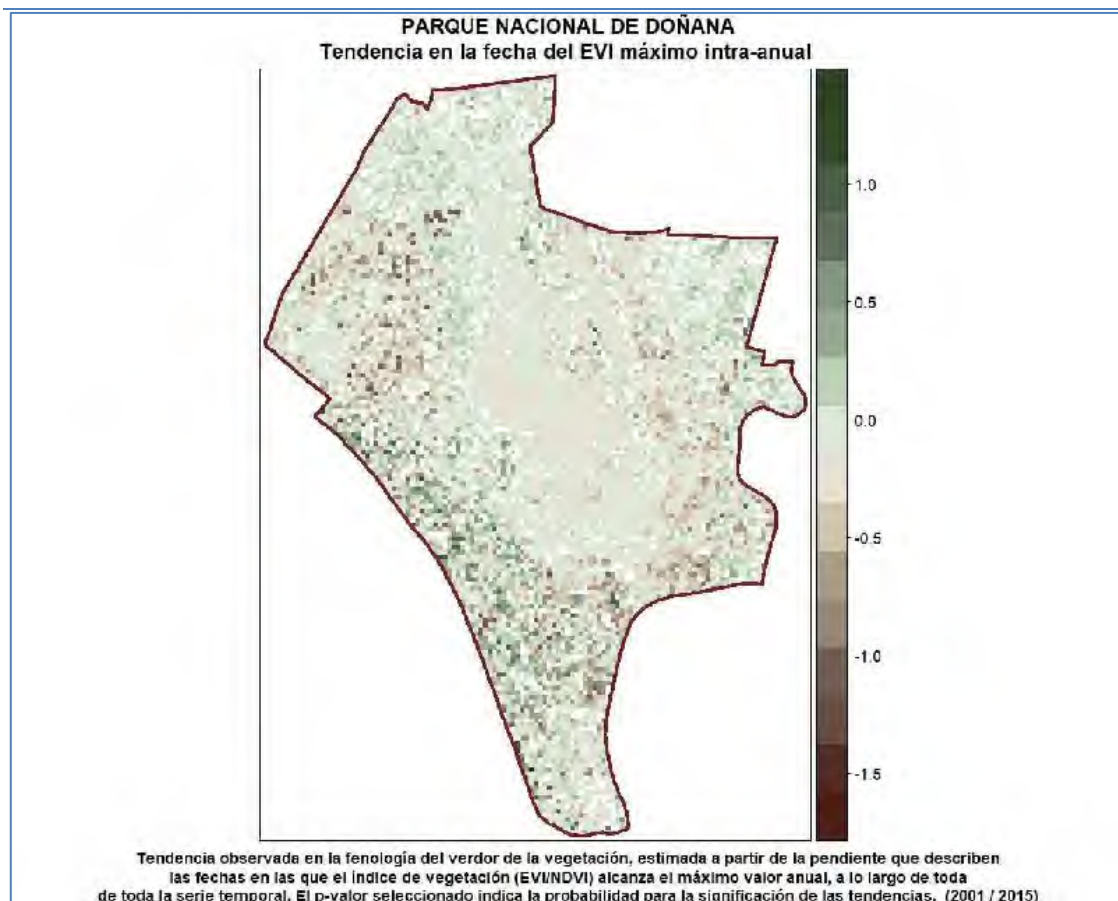 PARQUE NACIONAL DE DOÑANA
Tendencia en la fecha del EVI máximo intra-anual
1.0
0.5
0.0
-0.5
-1.0
-1.5
Tendencia observada en la fenología del verdor de la vegetación, estimada a partir de la pendiente que describen
las fechas en las que el índice de vegetación (EVI/NDVI) alcanza el máximo valor anual, a lo largo de toda
de toda la serie temporal. El p-valor seleccionado indica la probabilidad para la significación de las tendencias. (2001 / 2015)